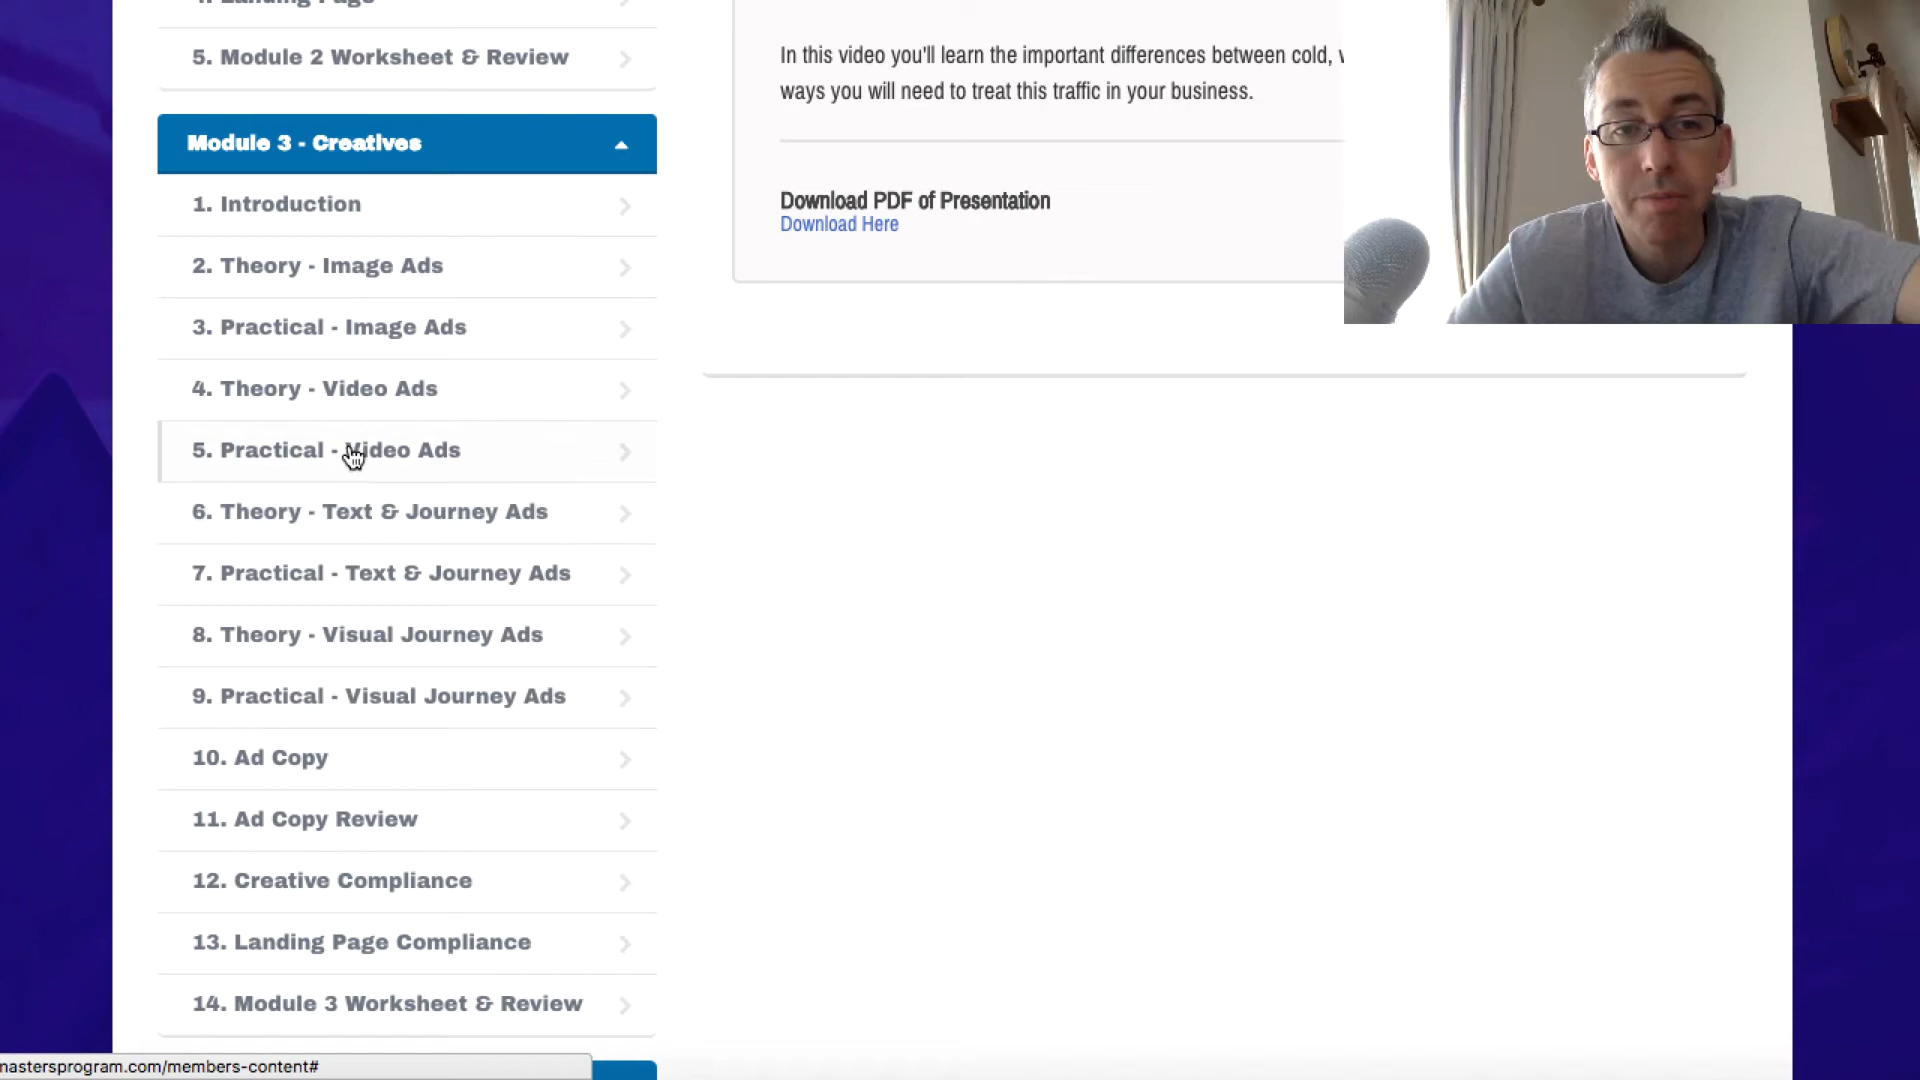 4. Landing Page
5. Module 2 Worksheet & Review
Module 3 - Creatives
1. Introduction
2. Theory - Image Ads
3. Practical - Image Ads
4. Theory - Video Ads
5. Practical - Video Ads
6. Theory - Text & Journey Ads
7. Practical - Text & Journey Ads
8. Theory - Visual Journey Ads
9. Practical - Visual Journey Ads
10. Ad Copy
11. Ad Copy Review
12. Creative Compliance
13. Landing Page Compliance
14. Module 3 Worksheet & Review
In this video you'll learn the important differences between cold,
ways you will need to treat this traffic in your business.
Download PDF of Presentation
Download Here
mastersprogram.com/members-content#